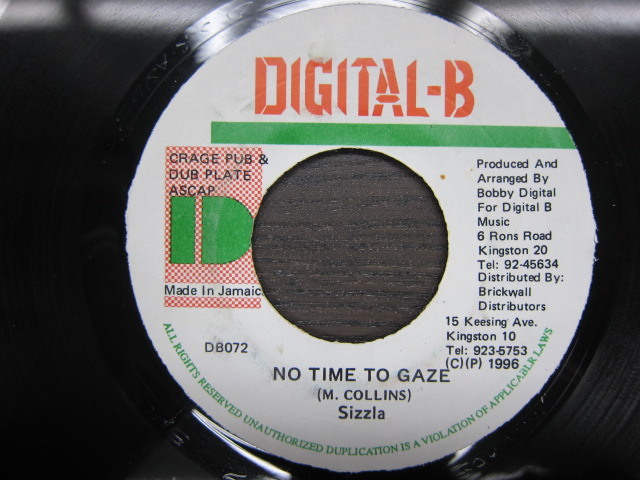 DIGITAL-B
CRAGE PUB &
DUB PLATE
ASCAP
D
Made In Jamaic
Produced And
Arranged By
Bobby Digital
For Digital B
Music
6 Rons Road
Kingston 20
Tel: 92-45634
Distributed By:
Brickwall
Distributors
15 Keesing Ave.
Kingston 10
Tel: 923-5753
(C)(P) 1996
DB072
NO TIME TO GAZE
(M. COLLINS)
Sizzla
ALL RIGHTS RESERVED UNAUTHORIZED DUPLICATION IS A VIOLATION OF APPLICABLR LAWS